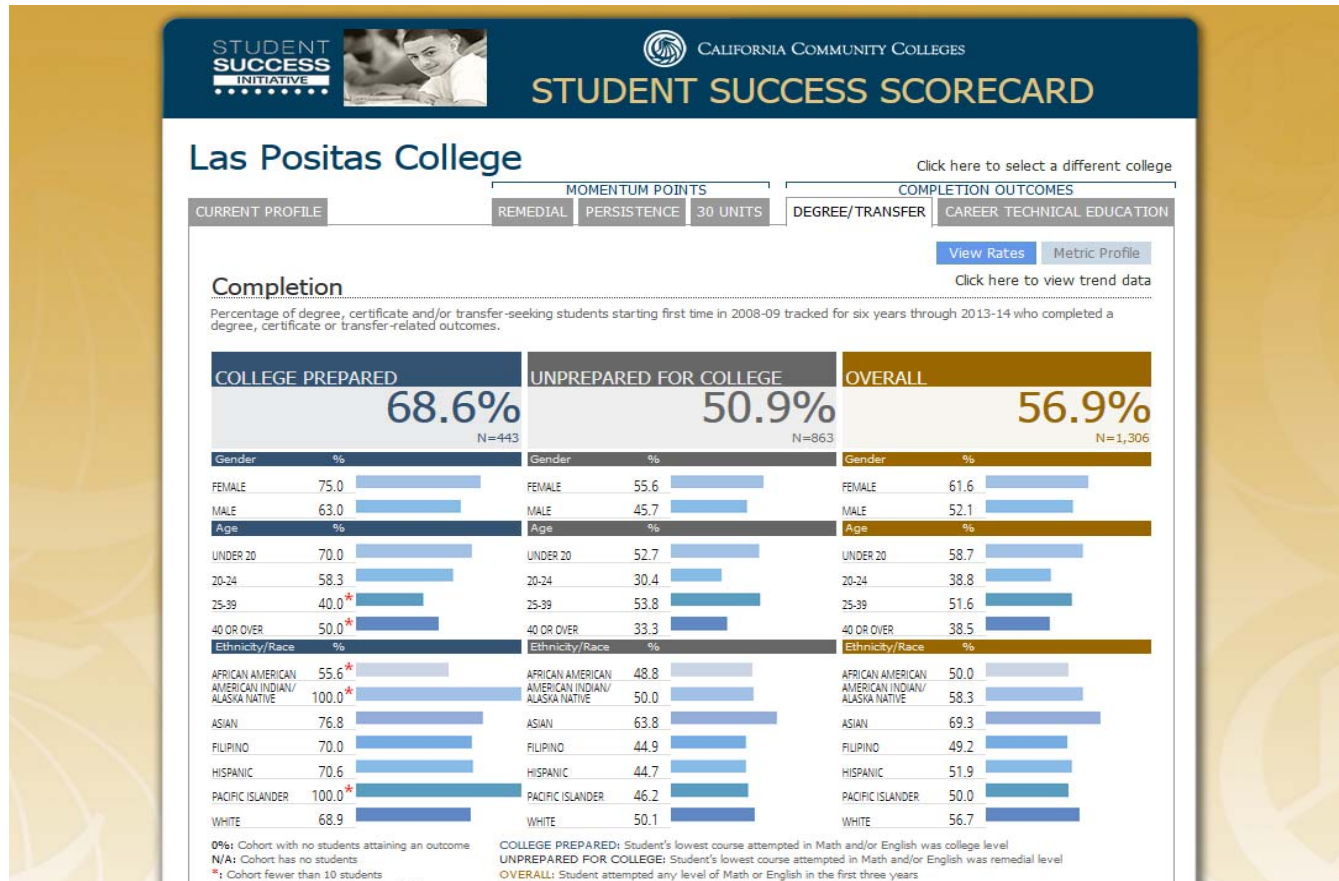 STUDENT
SUCCESS
INITIATIVE
CALIFORNIA COMMUNITY COLLEGES
STUDENT SUCCESS SCORECARD
Las Positas College
Click here to select a different college
MOMENTUM POINTS COMPLETION OUTCOMES
CURRENT PROFILE REMEDIAL PERSISTENCE 30 UNITS DEGREE/TRANSFER CAREER TECHNICAL EDUCATION
View Rates Metric Profile
Completion Click here to view trend data
Percentage of degree, certificate and/or transfer-seeking students starting first time in 2008-09 tracked for six years through 2013-14 who completed a
degree, certificate or transfer-related outcomes.
COLLEGE PREPARED UNPREPARED FOR COLLEGE OVERALL
68.6% 50.9% 56.9%
N=443 N=863 N=1,306
Gender % Gender % Gender %
FEMALE 75.0 FEMALE 55.6 FEMALE 61.6
MALE 63.0 MALE 45.7 MALE 52.1
Age % Age % Age %
UNDER 20 70.0 UNDER 20 52.7 UNDER 20 58.7
20-24 58.3 20-24 30.4 20-24 38.8
25-39 40.0* 25-39 53.8 25-39 51.6
40 OR OVER 50.0* 40 OR OVER 33.3 40 OR OVER 38.5
Ethnicity/Race % Ethnicity/Race % Ethnicity/Race %
AFRICAN AMERICAN 55.6* AFRICAN AMERICAN 48.8 AFRICAN AMERICAN 50.0
AMERICAN INDIAN/ AMERICAN INDIAN/ AMERICAN INDIAN/
ALASKA NATIVE 100.0* ALASKA NATIVE 50.0 ALASKA NATIVE 58.3
ASIAN 76.8 ASIAN 63.8 ASIAN 69.3
FILIPINO 70.0 FILIPINO 44.9 FILIPINO 49.2
HISPANIC 70.6 HISPANIC 44.7 HISPANIC 51.9
PACIFIC ISLANDER 100.0* PACIFIC ISLANDER 46.2 PACIFIC ISLANDER 50.0
WHITE 68.9 WHITE 50.1 WHITE 56.7
0%: Cohort with no students attaining an outcome COLLEGE PREPARED: Student's lowest course attempted in Math and/or English was college level
N/A: Cohort has no students UNPREPARED FOR COLLEGE: Student's lowest course attempted in Math and/or English was remedial level
*: Cohort fewer than 10 students OVERALL: Student attempted any level of Math or English in the first three years